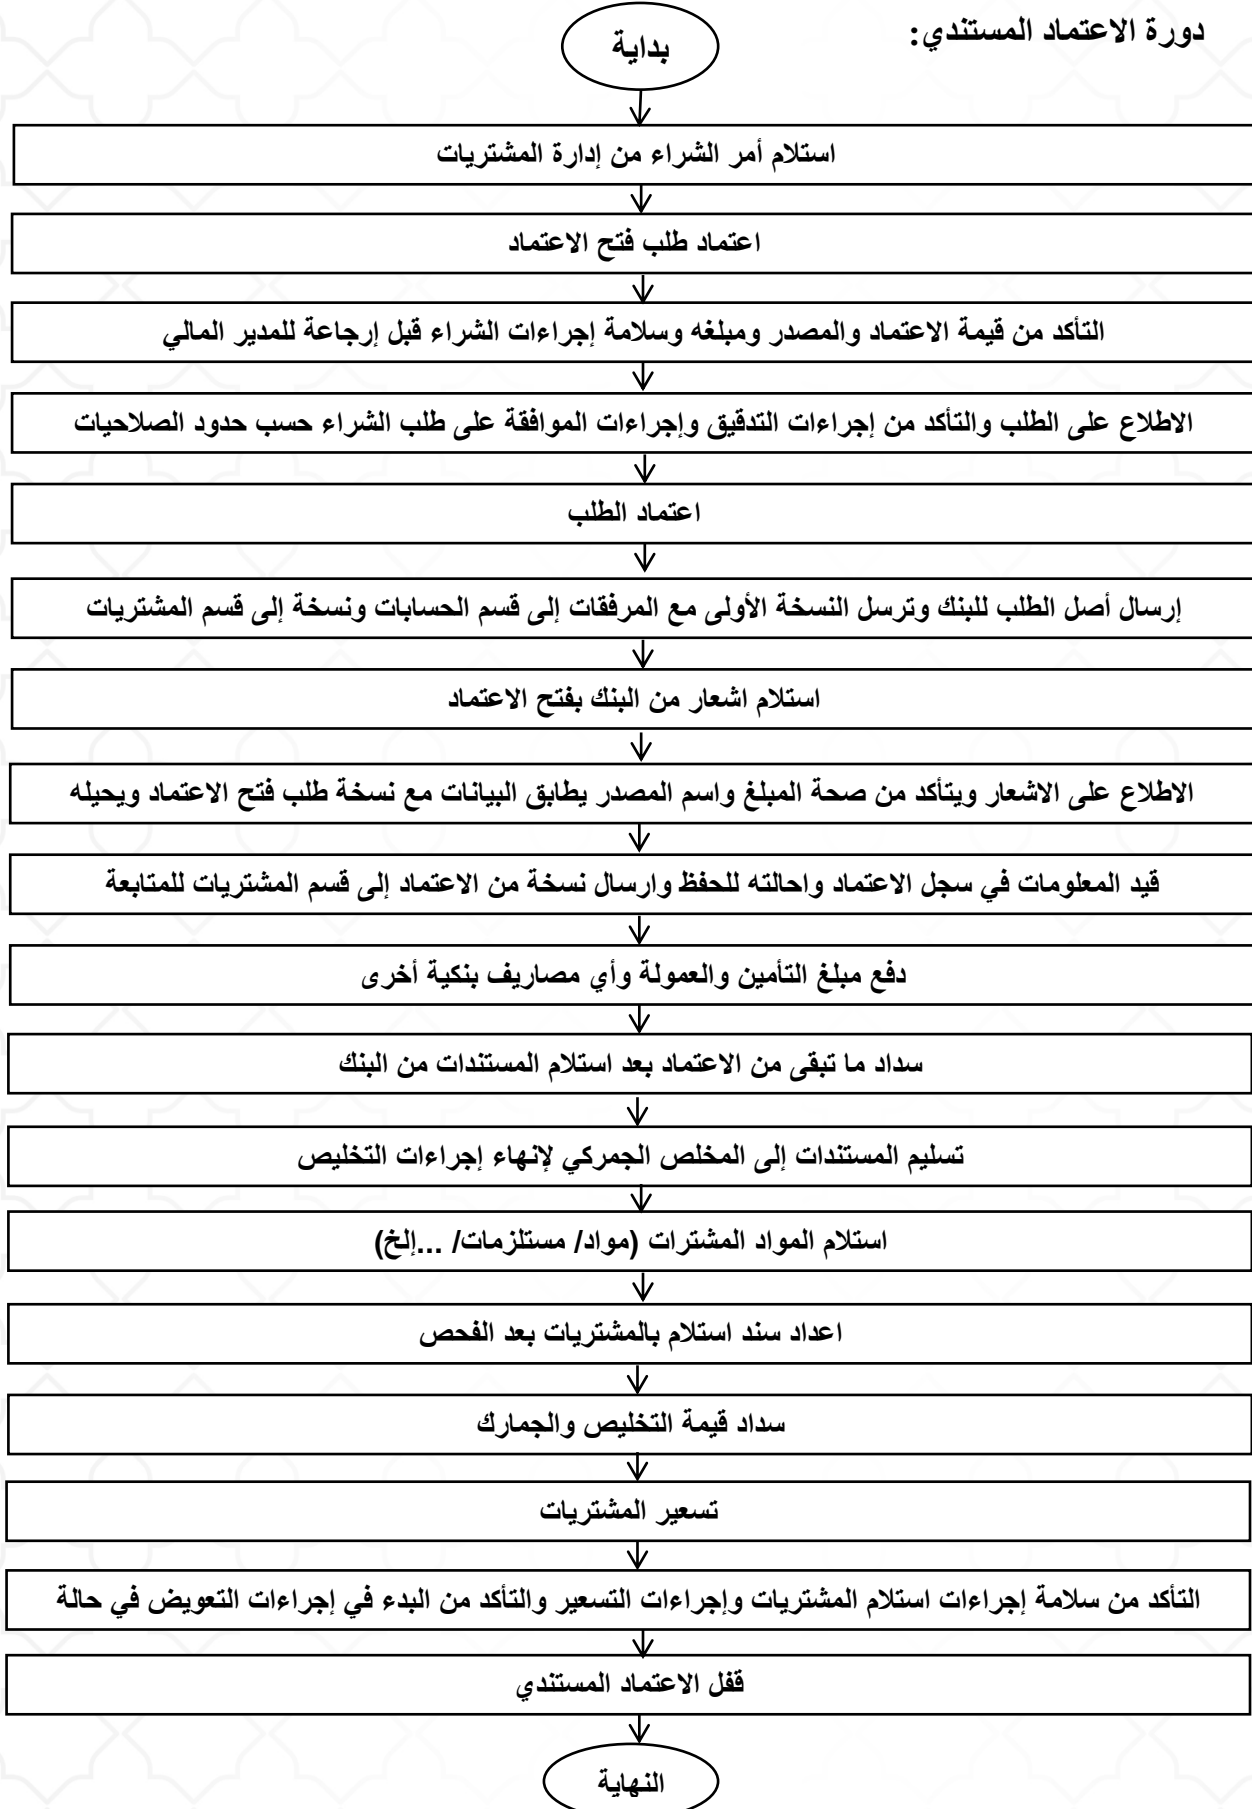 دورة الاعتماد المستندي:
بداية
استلام أمر الشراء من إدارة المشتريات
اعتماد طلب فتح الاعتماد
التأكد من قيمة الاعتماد والمصدر ومبلغه وسلامة إجراءات الشراء قبل إرجاعة للمدير المالي
الاطلاع على الطلب والتأكد من إجراءات التدقيق وإجراءات الموافقة على طلب الشراء حسب حدود الصلاحيات
اعتماد الطلب
إرسال أصل الطلب للبنك وترسل النسخة الأولى مع المرفقات إلى قسم الحسابات ونسخة إلى قسم المشتريات
استلام اشعار من البنك بفتح الاعتماد
الاطلاع على الاشعار ويتأكد من صحة المبلغ واسم المصدر يطابق البيانات مع نسخة طلب فتح الاعتماد ويحيله
قيد المعلومات في سجل الاعتماد واحالته للحفظ وارسال نسخة من الاعتماد إلى قسم المشتريات للمتابعة
دفع مبلغ التأمين والعمولة وأي مصاريف بنكية أخرى
سداد ما تبقى من الاعتماد بعد استلام المستندات من البنك
تسليم المستندات إلى المخلص الجمركي لإنهاء إجراءات التخليص
استلام المواد المشترات (مواد/ مستلزمات/ ...إلخ)
اعداد سند استلام بالمشتريات بعد الفحص
سداد قيمة التخليص والجمارك
تسعير المشتريات
التأكد من سلامة إجراءات استلام المشتريات وإجراءات التسعير والتأكد من البدء في إجراءات التعويض في حالة
قفل الاعتماد المستندي
النهاية